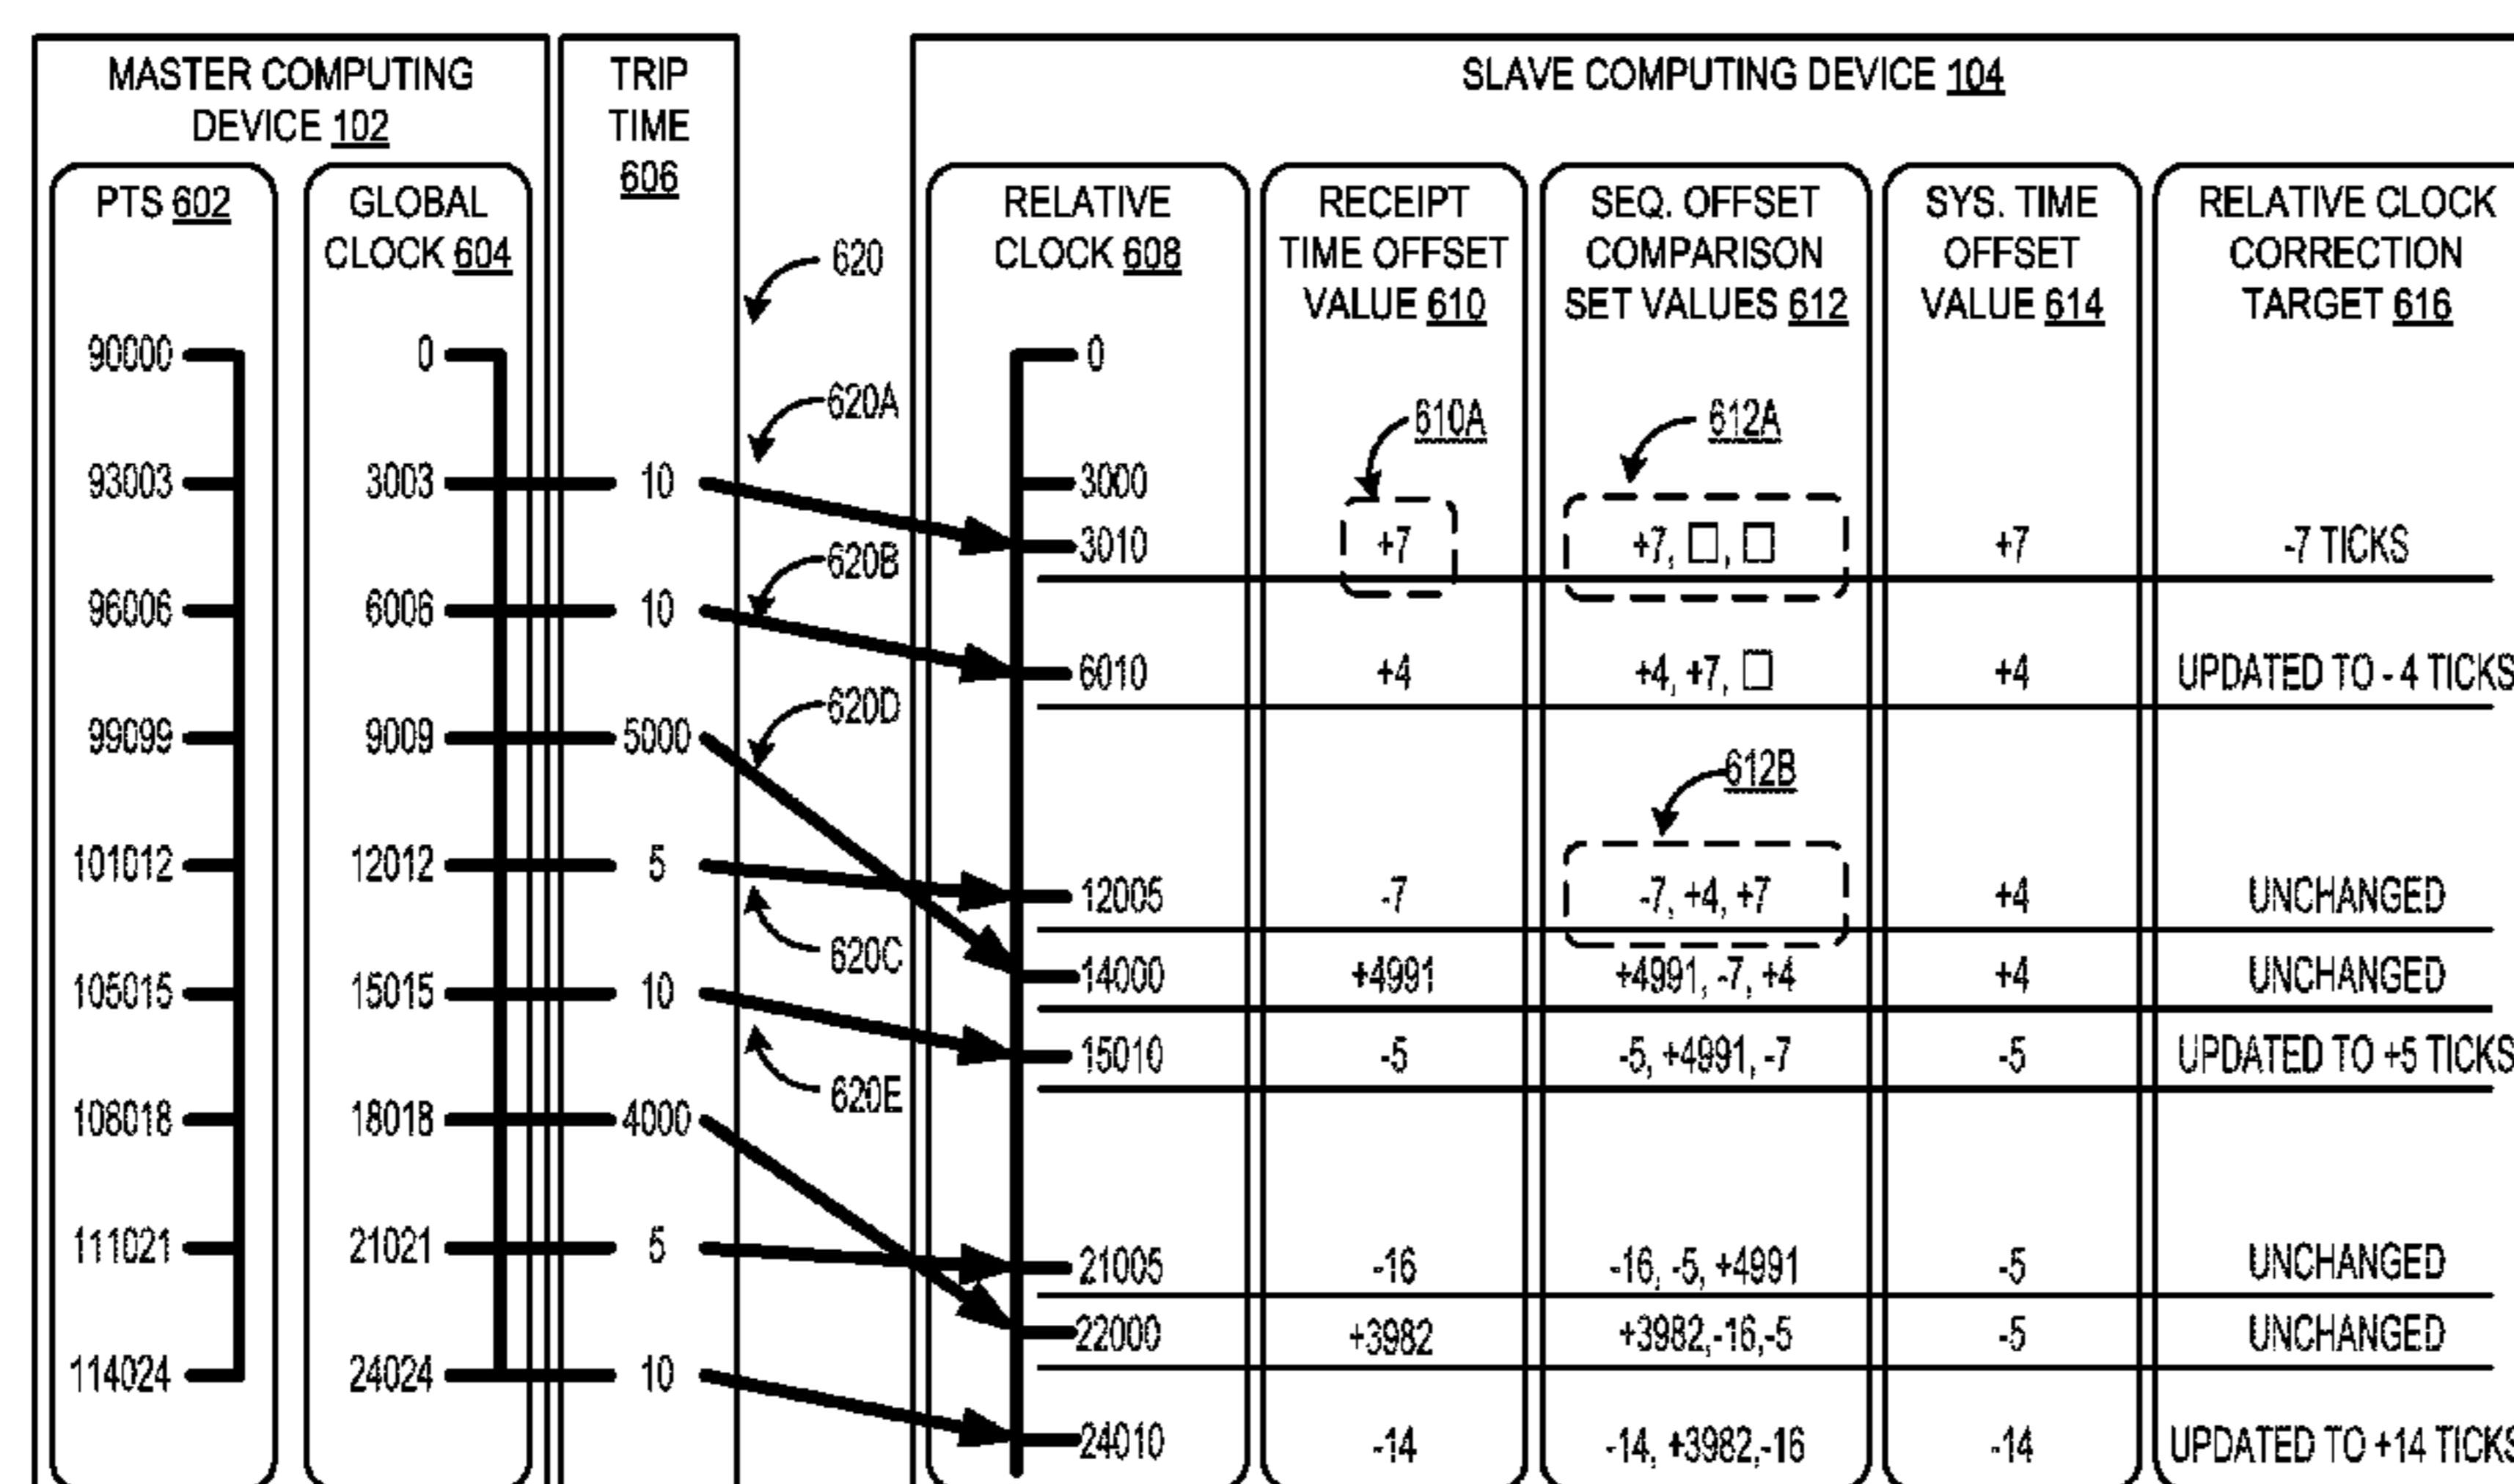 MASTER COMPUTING
DEVICE 102
TRIP
TIME
606
SLAVE COMPUTING DEVICE 104
PTS 602
GLOBAL
CLOCK 604
RELATIVE
CLOCK 608
RECEIPT
TIME OFFSET
VALUE 610
SEQ. OFFSET
COMPARISON
SET VALUES 612
SYS. TIME
OFFSET
VALUE 614
RELATIVE CLOCK
CORRECTION
TARGET 616
620
90000 0 0
620A
610A 612A
93003 3003 10 3000
3010 +7 +7, □, □ +7 -7 TICKS
620B
96006 6006 10
6010 +4 +4, +7, □ +4 UPDATED TO - 4 TICKS
620D
99099 9009 5000
612B
101012 12012 5
12005 -7 -7, +4, +7 +4 UNCHANGED
620C
14000 +4991 +4991, -7, +4 +4 UNCHANGED
105015 15015 10
15010 -5 -5, +4991, -7 -5 UPDATED TO +5 TICKS
620E
108018 18018 4000
111021 21021 5
21005 -16 -16, -5, +4991 -5 UNCHANGED
22000 +3982 +3982,-16,-5 -5 UNCHANGED
114024 24024 10
24010 -14 -14, +3982,-16 -14 UPDATED TO +14 TICKS